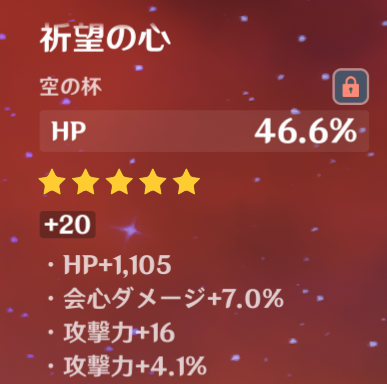 祈望の心
空の杯
HP 46.6%
+20
・HP+1,105
・会心ダメージ+7.0%
・攻撃力+16
・攻撃力+4.1%